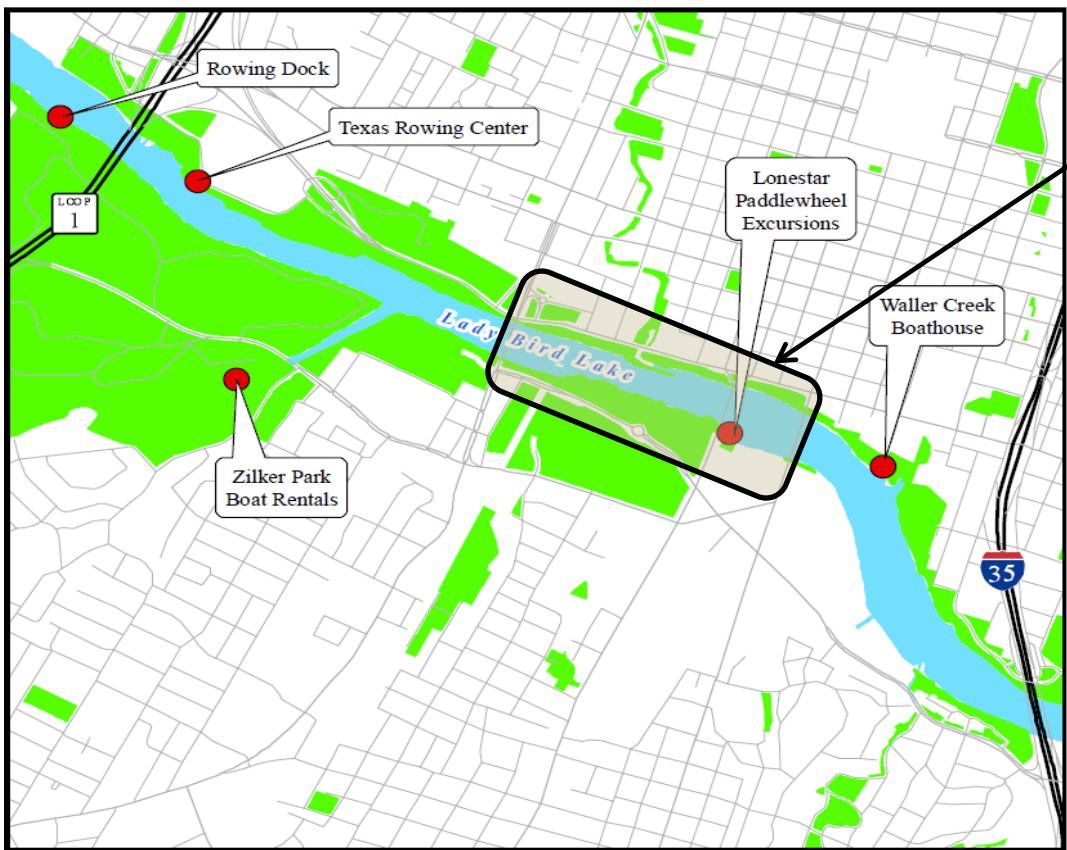 Rowing Dock
Texas Rowing Center
LOOP
1
Lonestar
Paddlewheel
Excursions
Waller Creek
Boathouse
Lady Bird Lake
Zilker Park
Boat Rentals
35